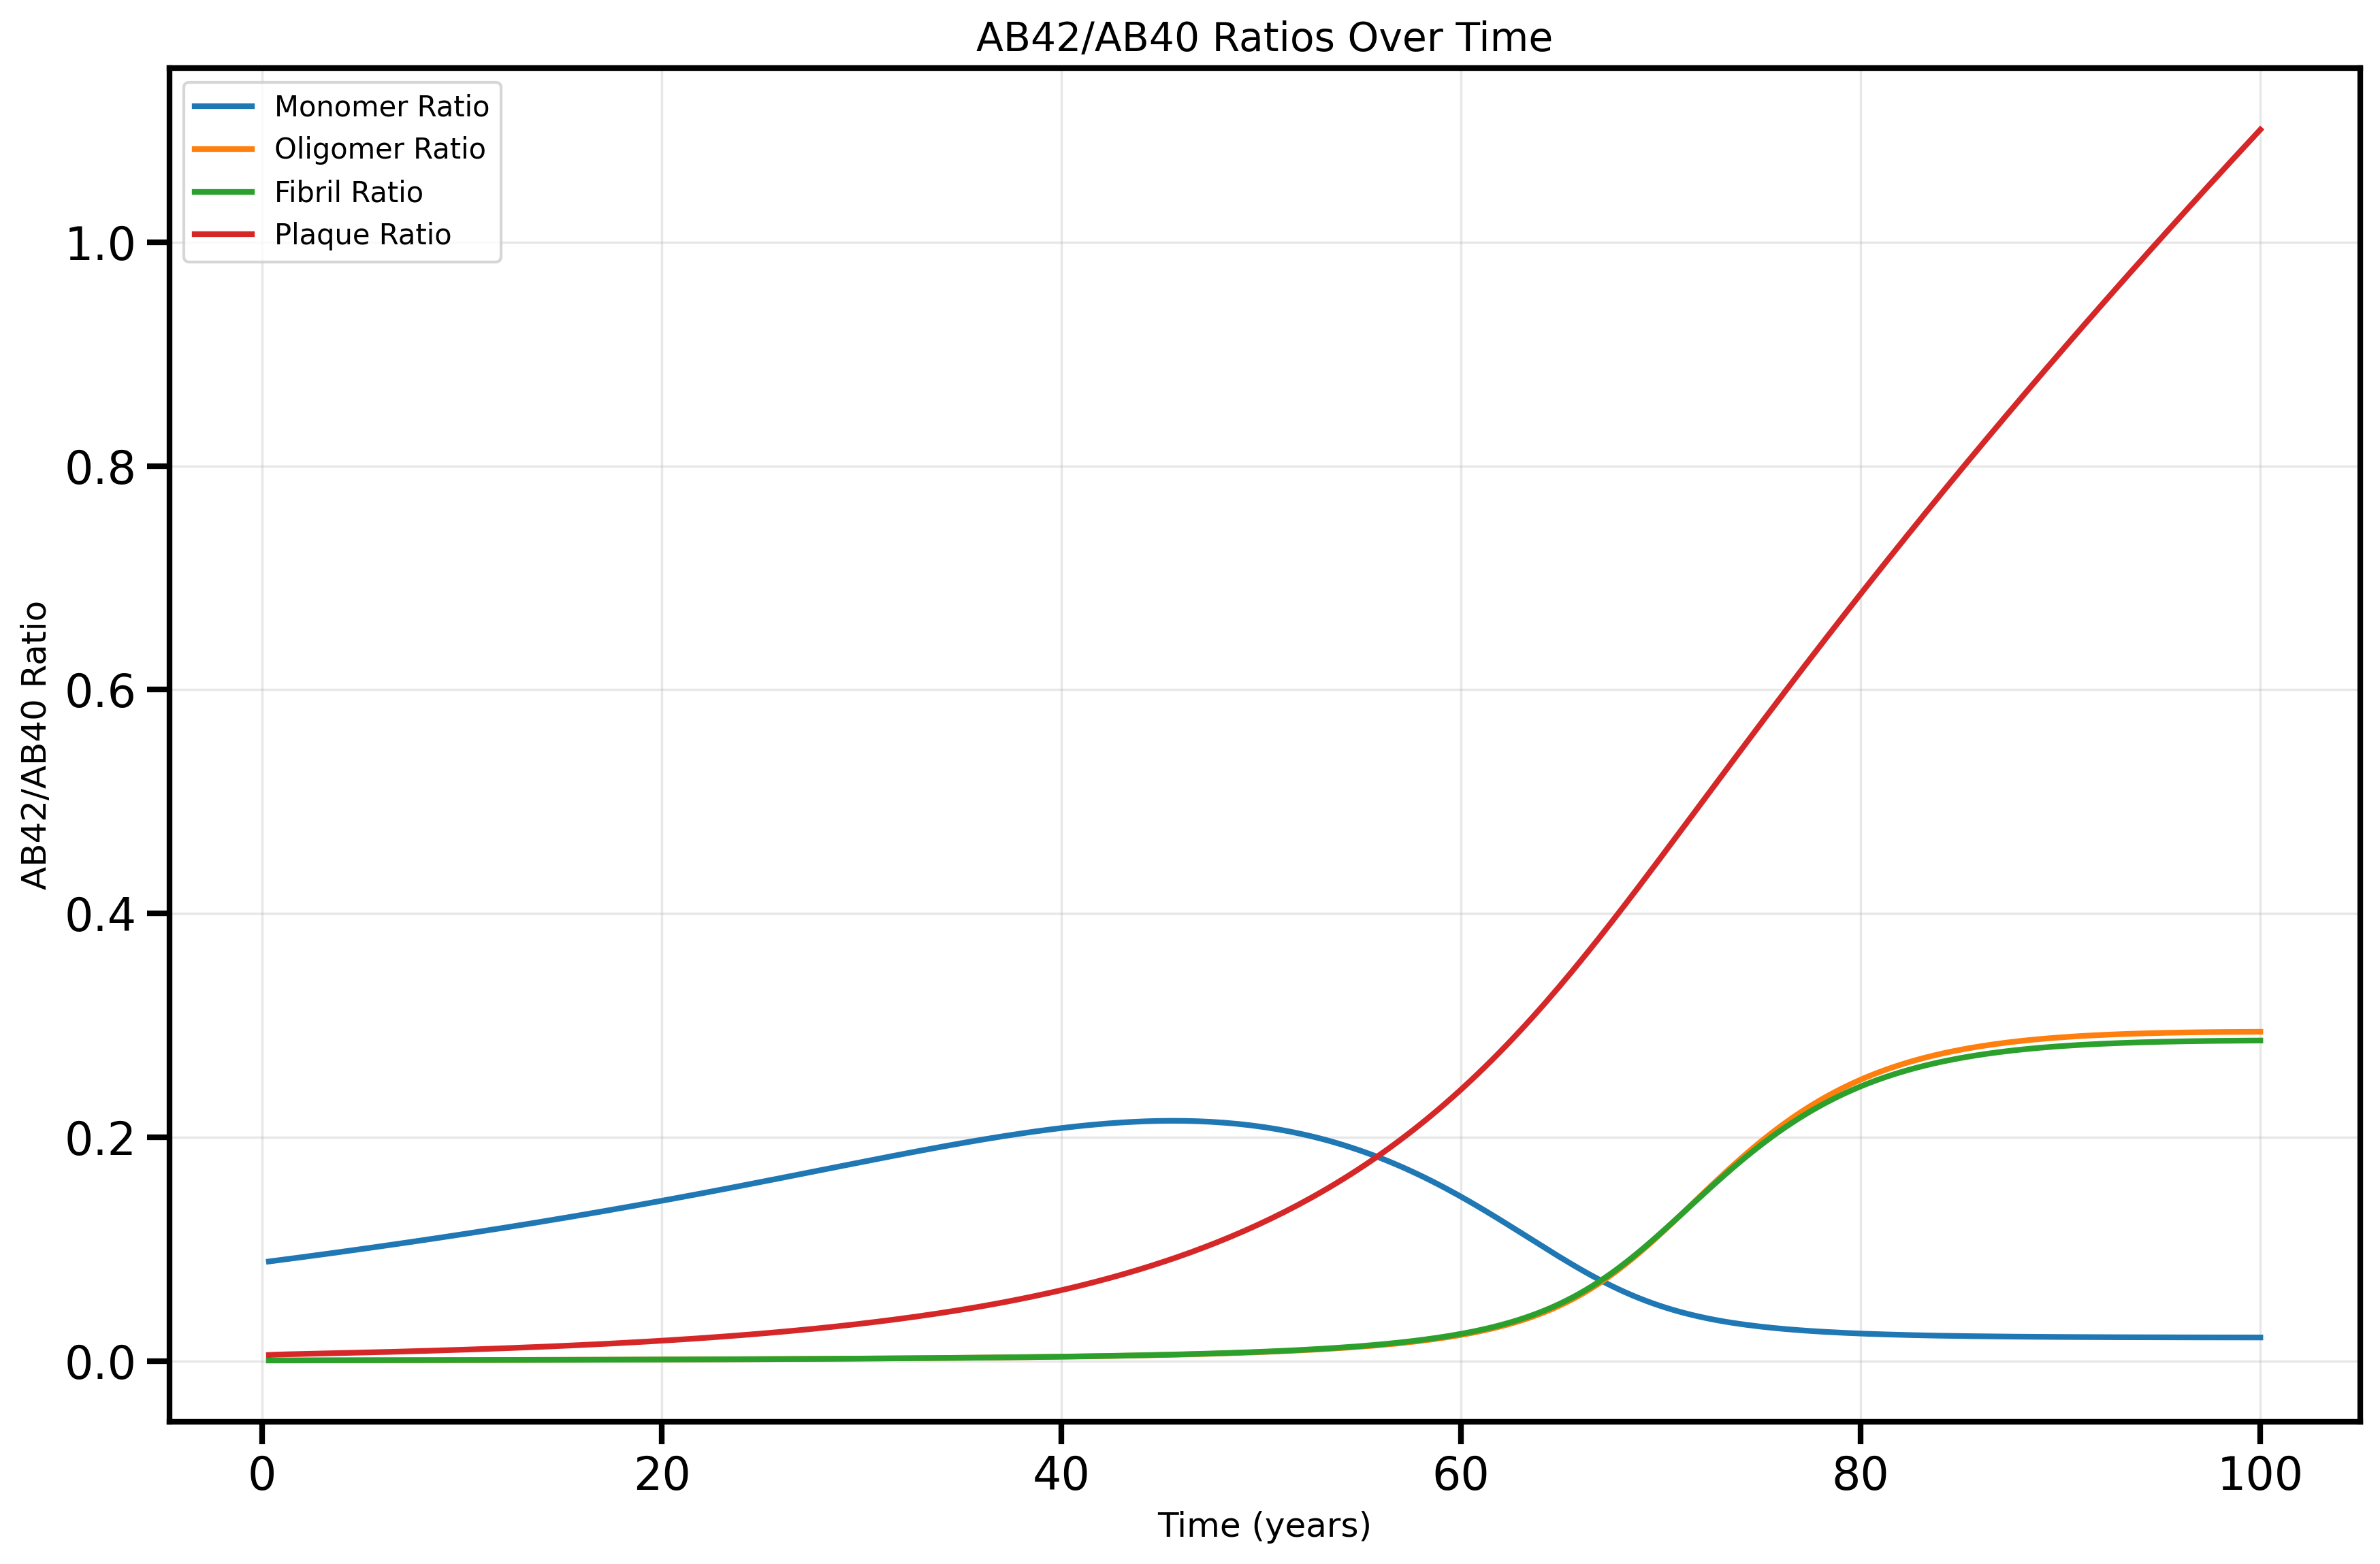 AB42/AB40 Ratios Over Time
Monomer Ratio
Oligomer Ratio
Fibril Ratio
Plaque Ratio
1.0
0.8
0.6
0.4
0.2
0.0
AB42/AB40 Ratio
0 20 40 60 80 100
Time (years)